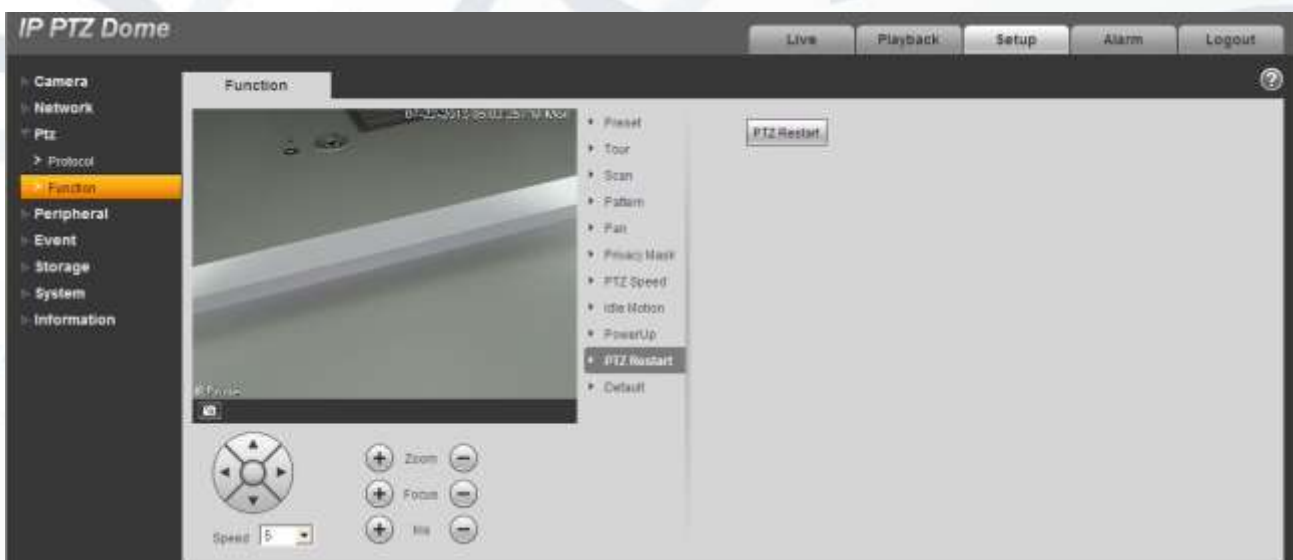 IP PTZ Dome
Live
Playback
Setup
Alarm
Logout
?
Camera
Network
Ptz
Protocol
Function
Peripheral
Event
Storage
System
Information
Function
Preset
Tour
Scan
Pattern
Pan
Privacy Mask
PTZ Speed
Idle Motion
PowerUp
PTZ Restart
Default
PTZ Restart
Zoom
Focus
Iris
Speed 5